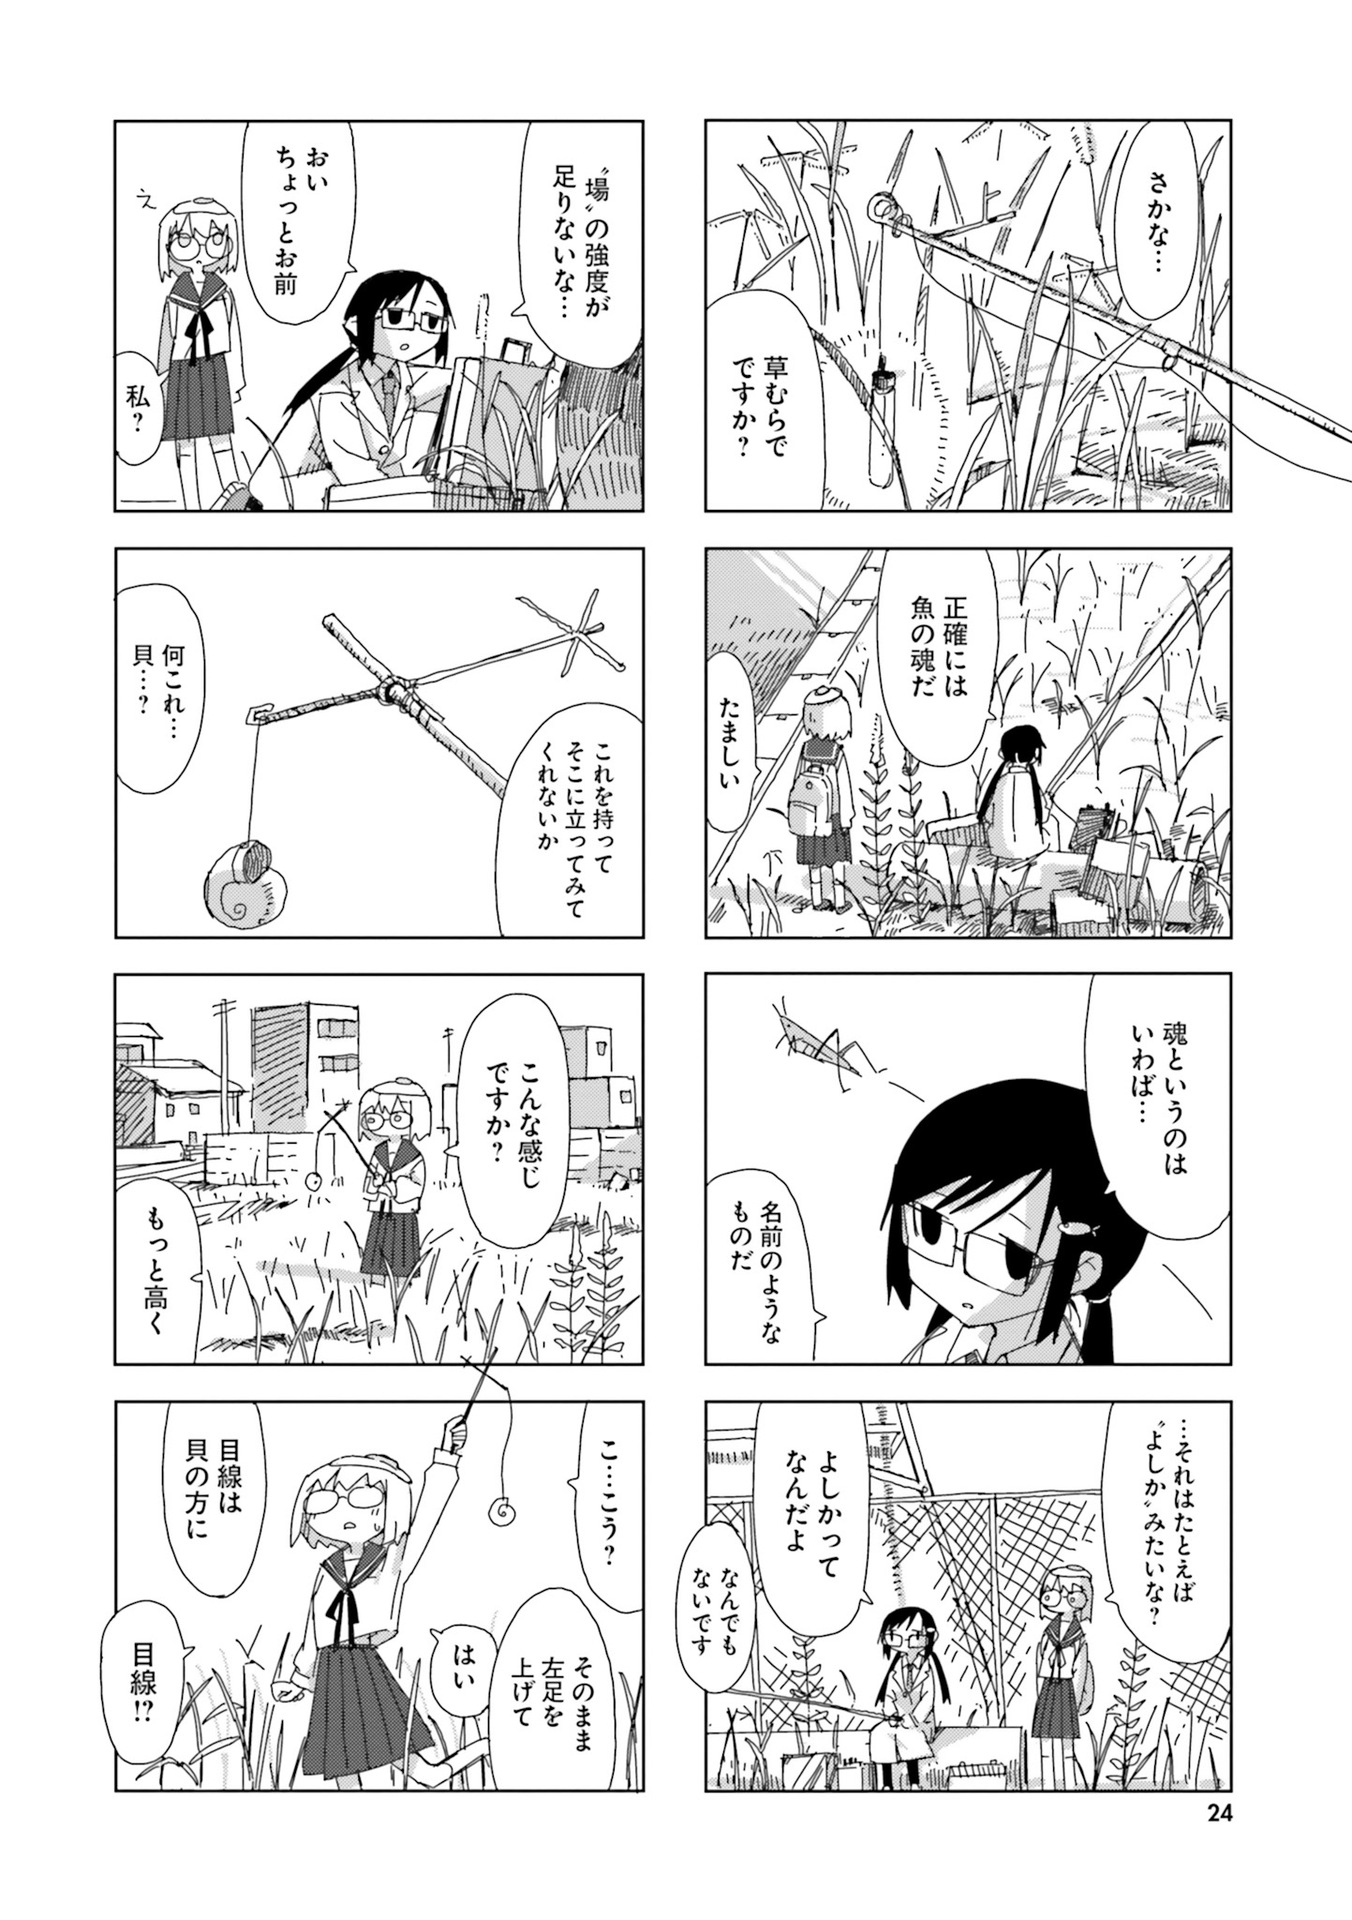 さかな…
草むらで
ですか?
正確には
魚の魂だ
たましい
魂というのは
いわば…
名前のような
ものだ
…それはたとえば
〝よしか〟みたいな?
よしかって
なんだよ
なんでも
ないです
〝場〟の強度が
足りないな…
おい
ちょっとお前
え
私?
これを持って
そこに立ってみて
くれないか
何これ…
貝…?
こんな感じ
ですか?
もっと高く
こ…こう?
そのまま
左足を
上げて
はい
目線は
貝の方に
目線!?
24